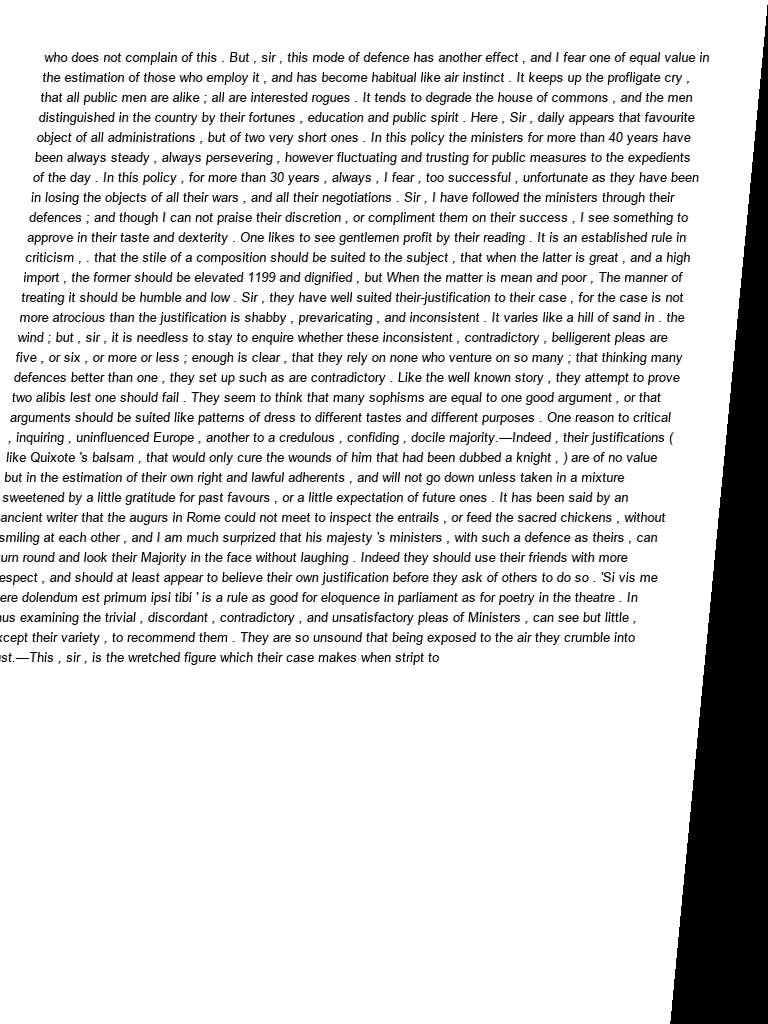 who does not complain of this . But , sir , this mode of defence has another effect , and I fear one of equal value in
the estimation of those who employ it , and has become habitual like air instinct . It keeps up the profligate cry ,
that all public men are alike ; all are interested rogues . It tends to degrade the house of commons , and the men
distinguished in the country by their fortunes , education and public spirit . Here , Sir , daily appears that favourite
object of all administrations , but of two very short ones . In this policy the ministers for more than 40 years have
been always steady , always persevering , however fluctuating and trusting for public measures to the expedients
of the day . In this policy , for more than 30 years , always , I fear , too successful , unfortunate as they have been
in losing the objects of all their wars , and all their negotiations . Sir , I have followed the ministers through their
defences ; and though I can not praise their discretion , or compliment them on their success , I see something to
approve in their taste and dexterity . One likes to see gentlemen profit by their reading . It is an established rule in
criticism , . that the stile of a composition should be suited to the subject , that when the latter is great , and a high
import , the former should be elevated 1199 and dignified , but When the matter is mean and poor , The manner of
treating it should be humble and low . Sir , they have well suited their-justification to their case , for the case is not
more atrocious than the justification is shabby , prevaricating , and inconsistent . It varies like a hill of sand in . the
wind ; but , sir , it is needless to stay to enquire whether these inconsistent , contradictory , belligerent pleas are
five , or six , or more or less ; enough is clear , that they rely on none who venture on so many ; that thinking many
defences better than one , they set up such as are contradictory . Like the well known story , they attempt to prove
two alibis lest one should fail . They seem to think that many sophisms are equal to one good argument , or that
arguments should be suited like patterns of dress to different tastes and different purposes . One reason to critical
, inquiring , uninfluenced Europe , another to a credulous , confiding , docile majority.—Indeed , their justifications (
like Quixote 's balsam , that would only cure the wounds of him that had been dubbed a knight , ) are of no value
but in the estimation of their own right and lawful adherents , and will not go down unless taken in a mixture
sweetened by a little gratitude for past favours , or a little expectation of future ones . It has been said by an
ancient writer that the augurs in Rome could not meet to inspect the entrails , or feed the sacred chickens , without
smiling at each other , and I am much surprized that his majesty 's ministers , with such a defence as theirs , can
round and look their Majority in the face without laughing . Indeed they should use their friends with more
, and should at least appear to believe their own justification before they ask of others to do so . 'Si vis me
dolendum est primum ipsi tibi ' is a rule as good for eloquence in parliament as for poetry in the theatre . In
examining the trivial , discordant , contradictory , and unsatisfactory pleas of Ministers , can see but little ,
their variety , to recommend them . They are so unsound that being exposed to the air they crumble into
, sir , is the wretched figure which their case makes when stript to